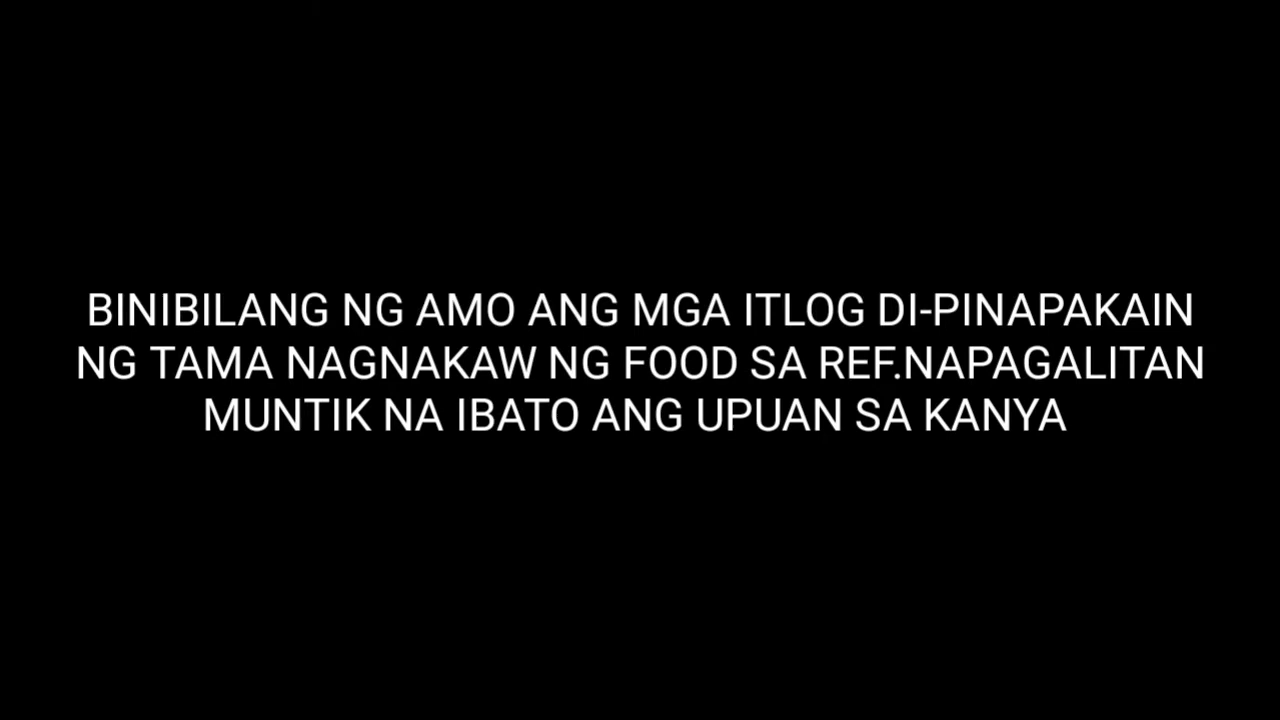 BINIBILANG NG AMO ANG MGA ITLOG DI-PINAPAKAIN
NG TAMA NAGNAKAW NG FOOD SA REF.NAPAGALITAN
MUNTIK NA IBATO ANG UPUAN SA KANYA